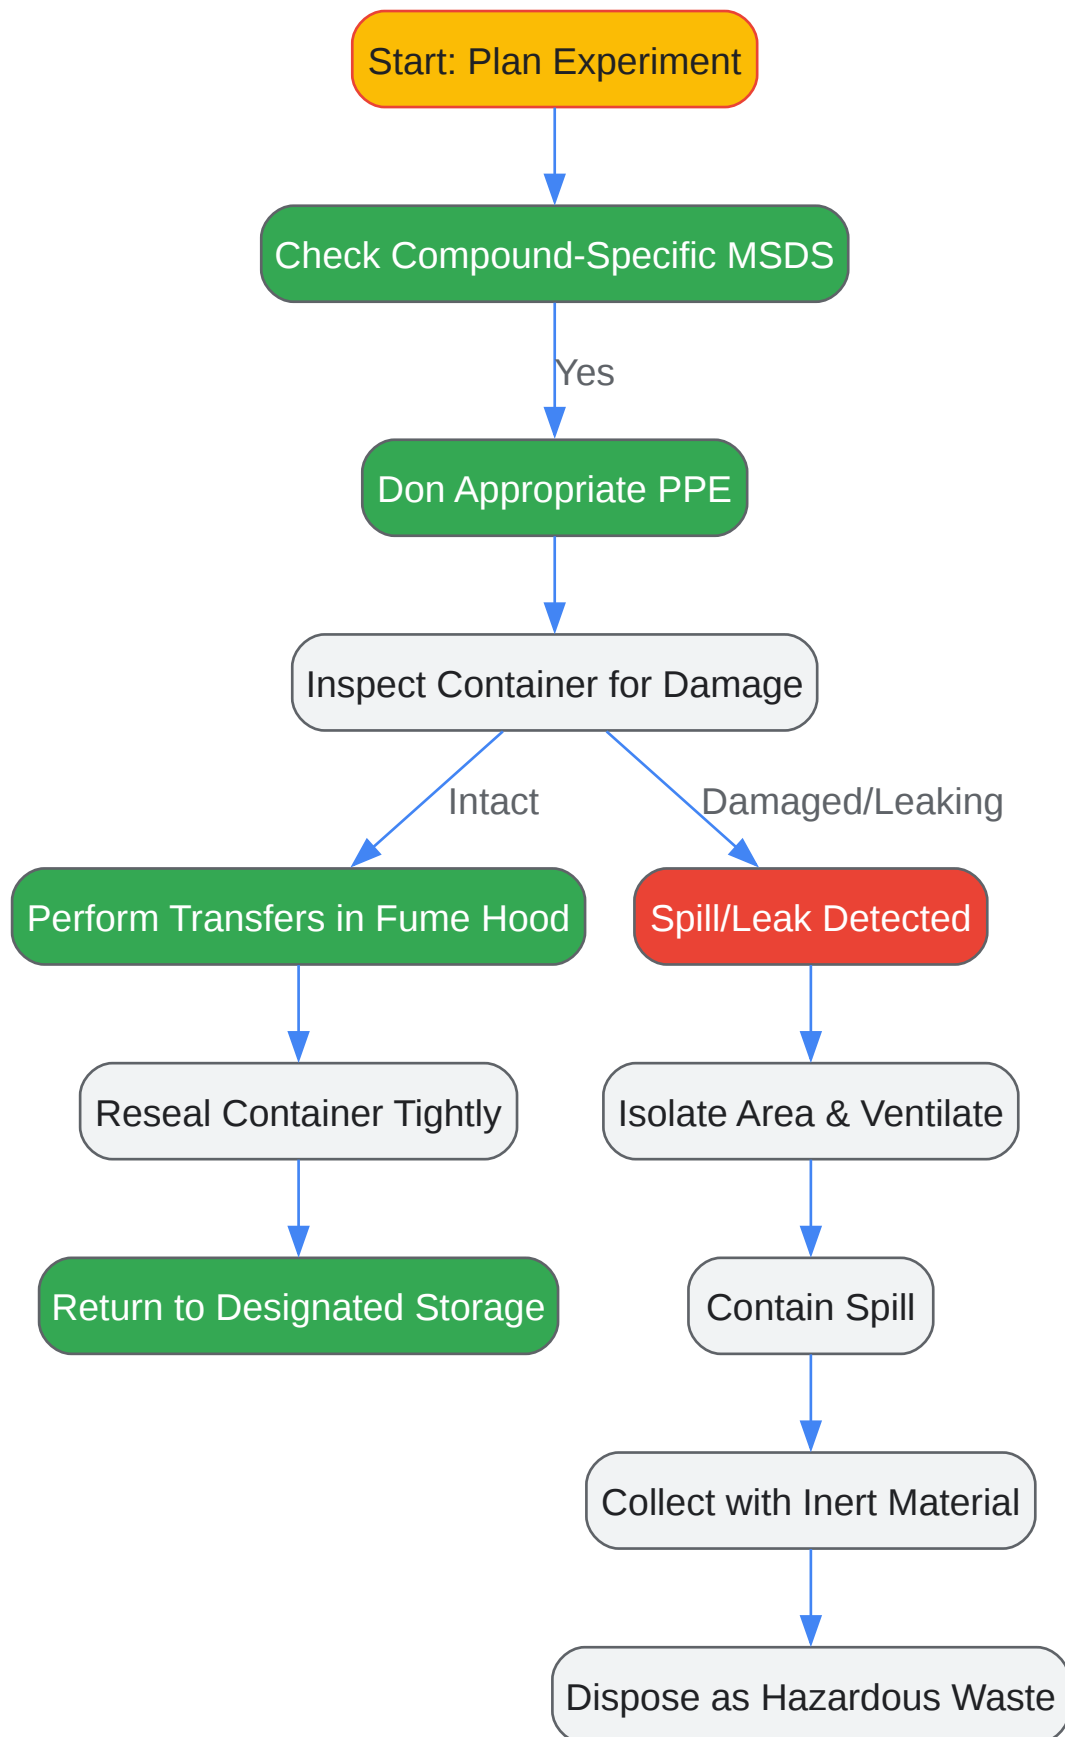 Start: Plan Experiment
Check Compound-Specific MSDS
Yes
Don Appropriate PPE
Inspect Container for Damage
Intact
Damaged/Leaking
Perform Transfers in Fume Hood
Spill/Leak Detected
Reseal Container Tightly
Isolate Area & Ventilate
Return to Designated Storage
Contain Spill
Collect with Inert Material
Dispose as Hazardous Waste